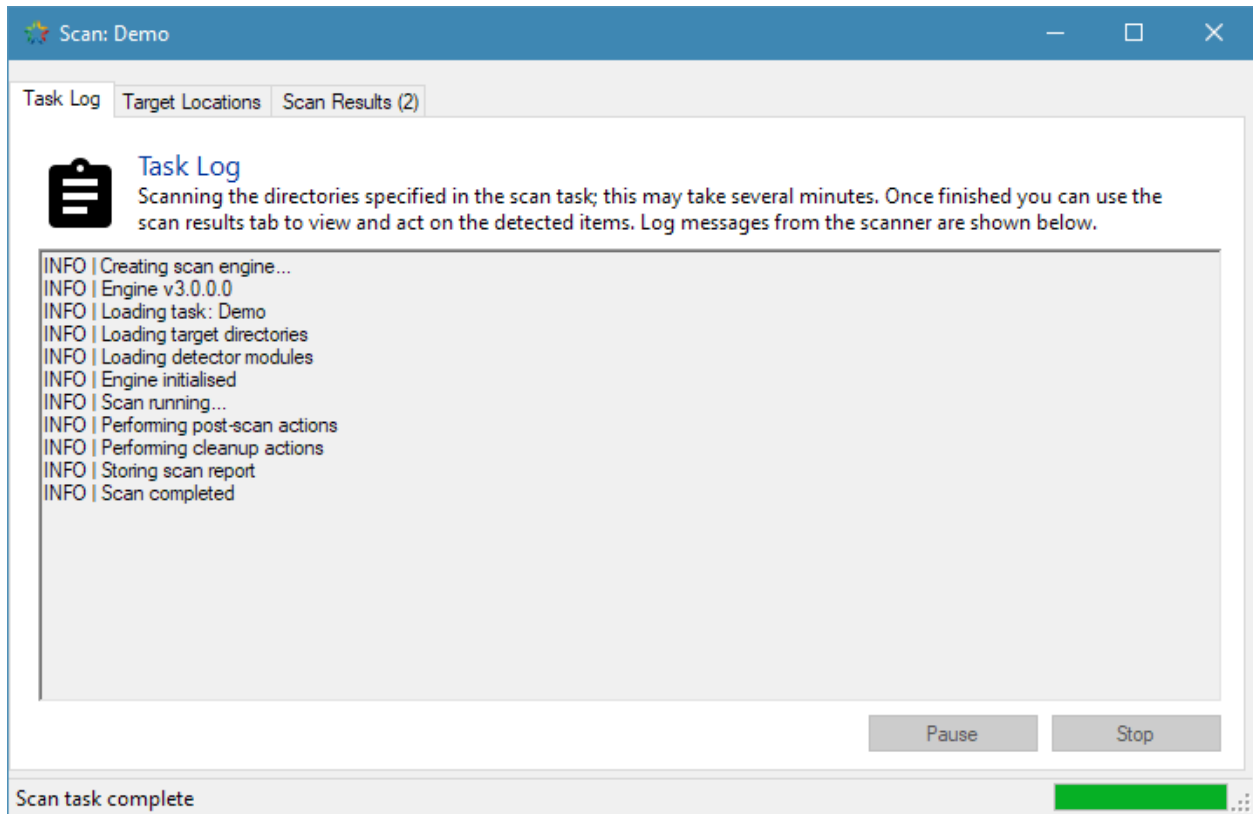 Scan: Demo
Task Log
Target Locations
Scan Results (2)
Task Log
Scanning the directories specified in the scan task; this may take several minutes. Once finished you can use the
scan results tab to view and act on the detected items. Log messages from the scanner are shown below.
INFO | Creating scan engine...
INFO | Engine v3.0.0.0
INFO | Loading task: Demo
INFO | Loading target directories
INFO | Loading detector modules
INFO | Engine initialised
INFO | Scan running...
INFO | Performing post-scan actions
INFO | Performing cleanup actions
INFO | Storing scan report
INFO | Scan completed
Pause
Stop
Scan task complete